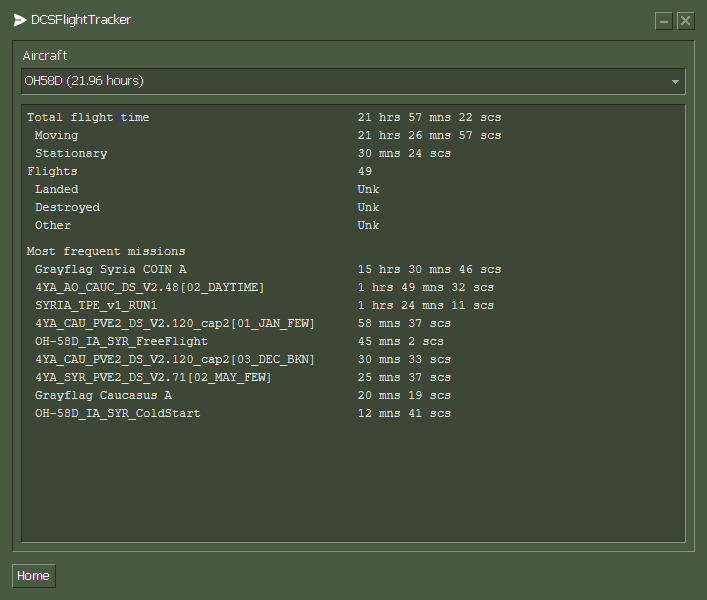 DCSFlightTracker
Aircraft
OH58D (21.96 hours)
Total flight time 21 hrs 57 mns 22 scs
Moving 21 hrs 26 mns 57 scs
Stationary 30 mns 24 scs
Flights 49
Landed Unk
Destroyed Unk
Other Unk
Most frequent missions
Grayflag Syria COIN A 15 hrs 30 mns 46 scs
4YA_AO_CAUC_DS_V2.48[02_DAYTIME] 1 hrs 49 mns 32 scs
SYRIA_TPE_v1_RUN1 1 hrs 24 mns 11 scs
4YA_CAU_PVE2_DS_V2.120_cap2[01_JAN_FEW] 58 mns 37 scs
OH-58D_IA_SYR_FreeFlight 45 mns 2 scs
4YA_CAU_PVE2_DS_V2.120_cap2[03_DEC_BKN] 30 mns 33 scs
4YA_SYR_PVE2_DS_V2.71[02_MAY_FEW] 25 mns 37 scs
Grayflag Caucasus A 20 mns 19 scs
OH-58D_IA_SYR_ColdStart 12 mns 41 scs
Home